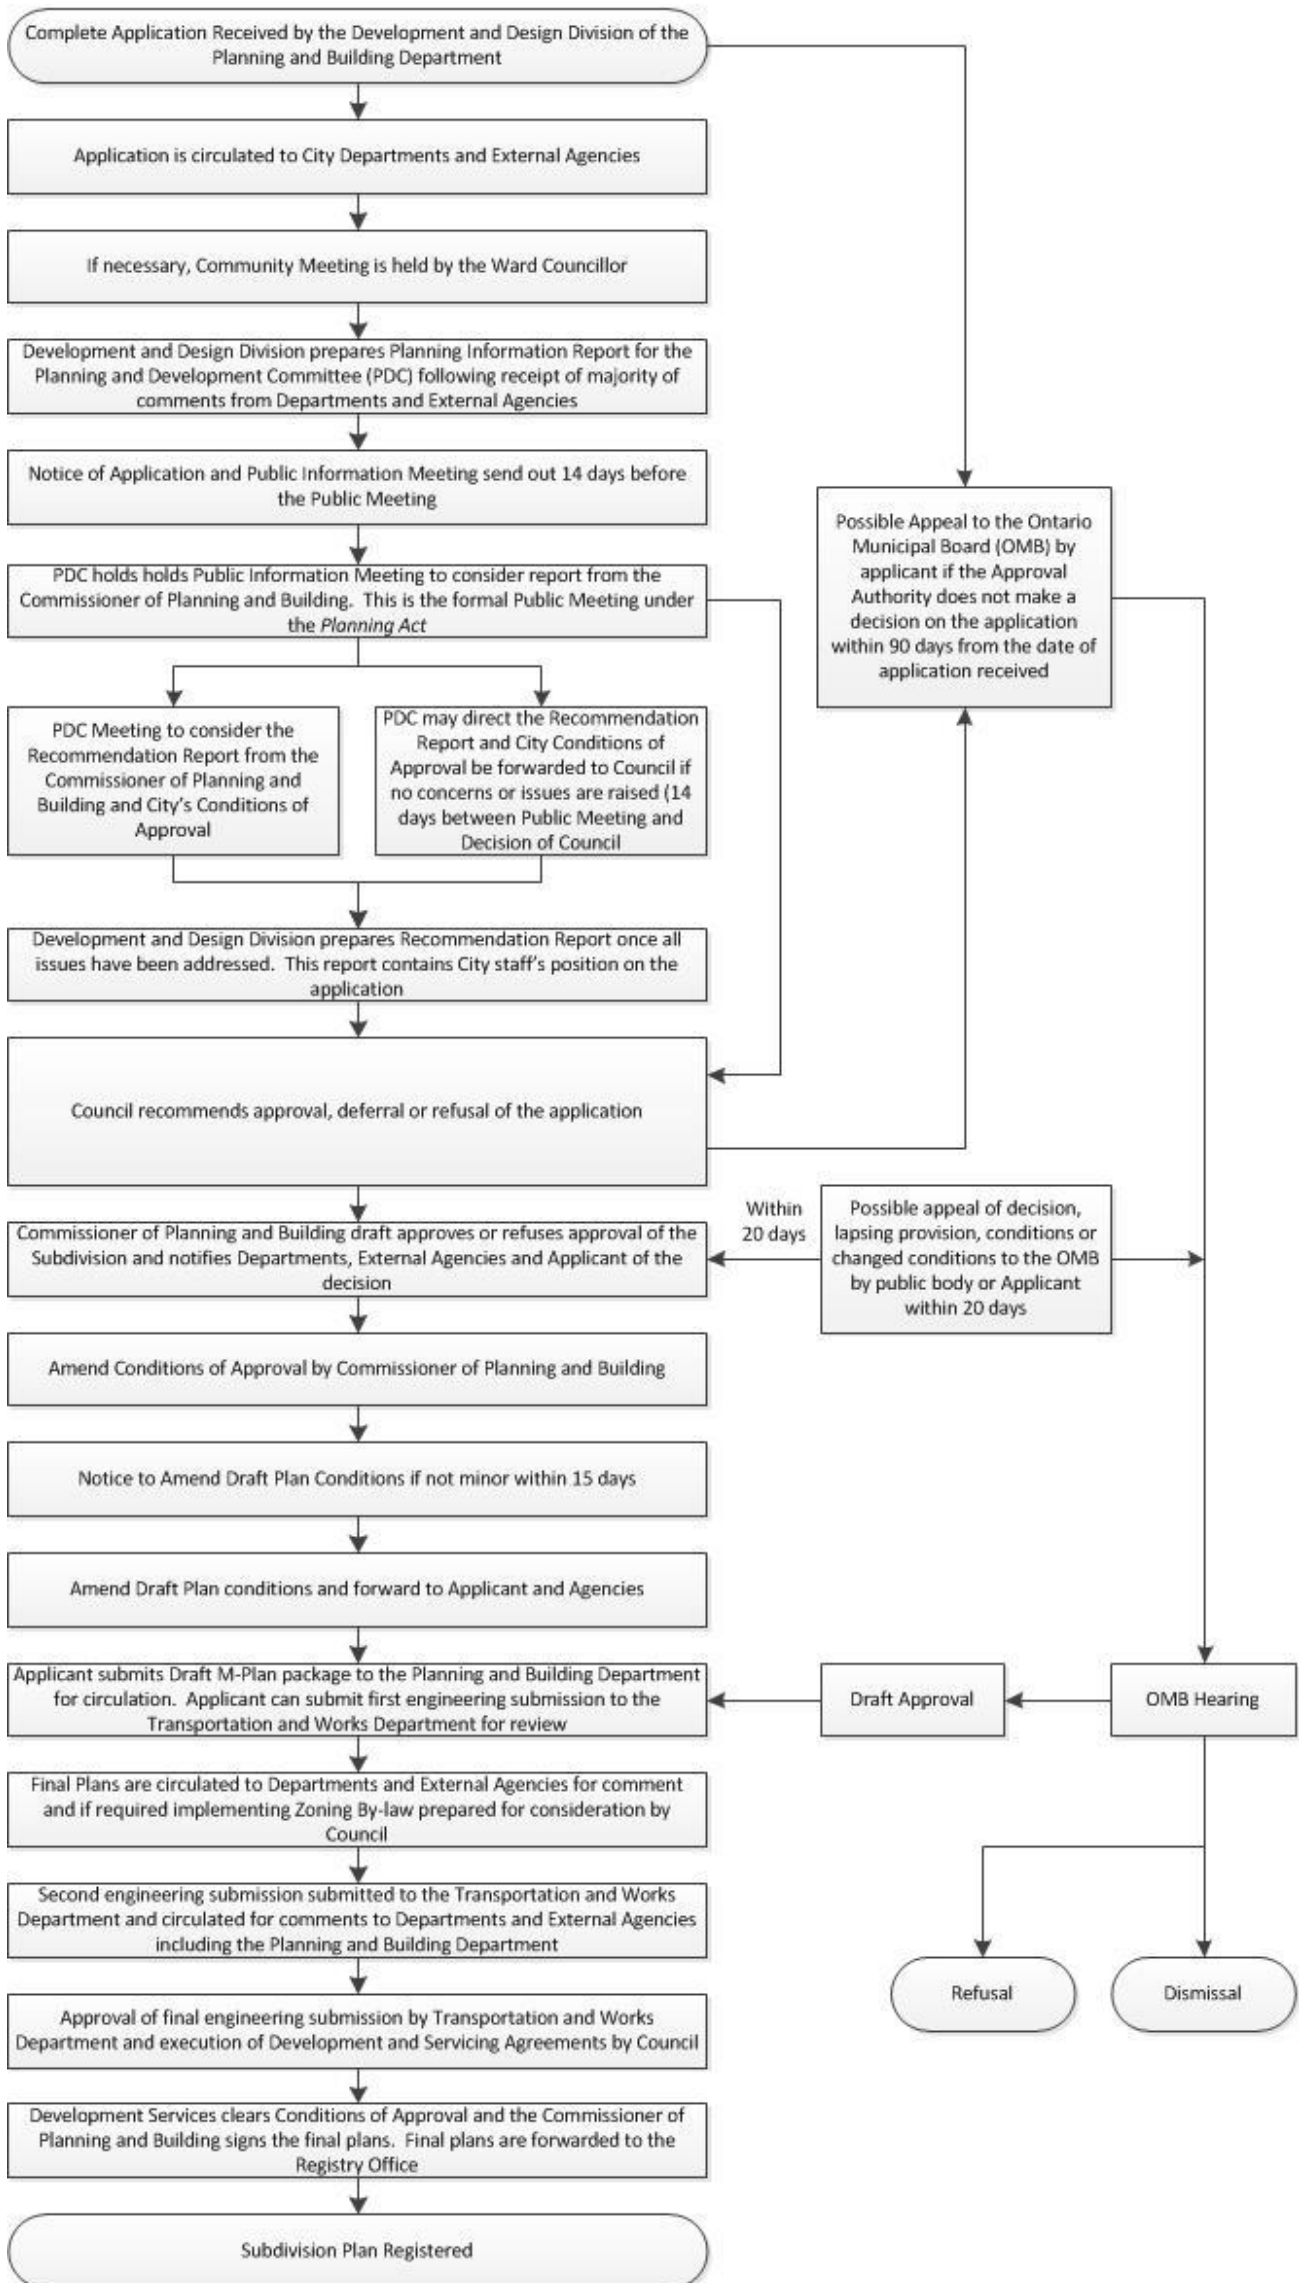 Complete Application Received by the Development and Design Division of the
Planning and Building Department
Application is circulated to City Departments and External Agencies
If necessary, Community Meeting is held by the Ward Councillor
Development and Design Division prepares Planning Information Report for the
Planning and Development Committee (PDC) following receipt of majority of
comments from Departments and External Agencies
Notice of Application and Public Information Meeting send out 14 days before
the Public Meeting
Possible Appeal to the Ontario
Municipal Board (OMB) by
applicant if the Approval
Authority does not make a
decision on the application
within 90 days from the date of
application received
PDC holds holds Public Information Meeting to consider report from the
Commissioner of Planning and Building.  This is the formal Public Meeting under
the Planning Act
PDC Meeting to consider the
Recommendation Report from the
Commissioner of Planning and
Building and City's Conditions of
Approval
PDC may direct the Recommendation
Report and City Conditions of
Approval be forwarded to Council if
no concerns or issues are raised (14
days between Public Meeting and
Decision of Council
Development and Design Division prepares Recommendation Report once all
issues have been addressed.  This report contains City staff's position on the
application
Council recommends approval, deferral or refusal of the application
Commissioner of Planning and Building draft approves or refuses approval of the
Subdivision and notifies Departments, External Agencies and Applicant of the
decision
Within
20 days
Possible appeal of decision,
lapsing provision, conditions or
changed conditions to the OMB
by public body or Applicant
within 20 days
Amend Conditions of Approval by Commissioner of Planning and Building
Notice to Amend Draft Plan Conditions if not minor within 15 days
Amend Draft Plan conditions and forward to Applicant and Agencies
Applicant submits Draft M-Plan package to the Planning and Building Department
for circulation.  Applicant can submit first engineering submission to the
Transportation and Works Department for review
Draft Approval
OMB Hearing
Final Plans are circulated to Departments and External Agencies for comment
and if required implementing Zoning By-law prepared for consideration by
Council
Second engineering submission submitted to the Transportation and Works
Department and circulated for comments to Departments and External Agencies
including the Planning and Building Department
Refusal
Dismissal
Approval of final engineering submission by Transportation and Works
Department and execution of Development and Servicing Agreements by Council
Development Services clears Conditions of Approval and the Commissioner of
Planning and Building signs the final plans.  Final plans are forwarded to the
Registry Office
Subdivision Plan Registered